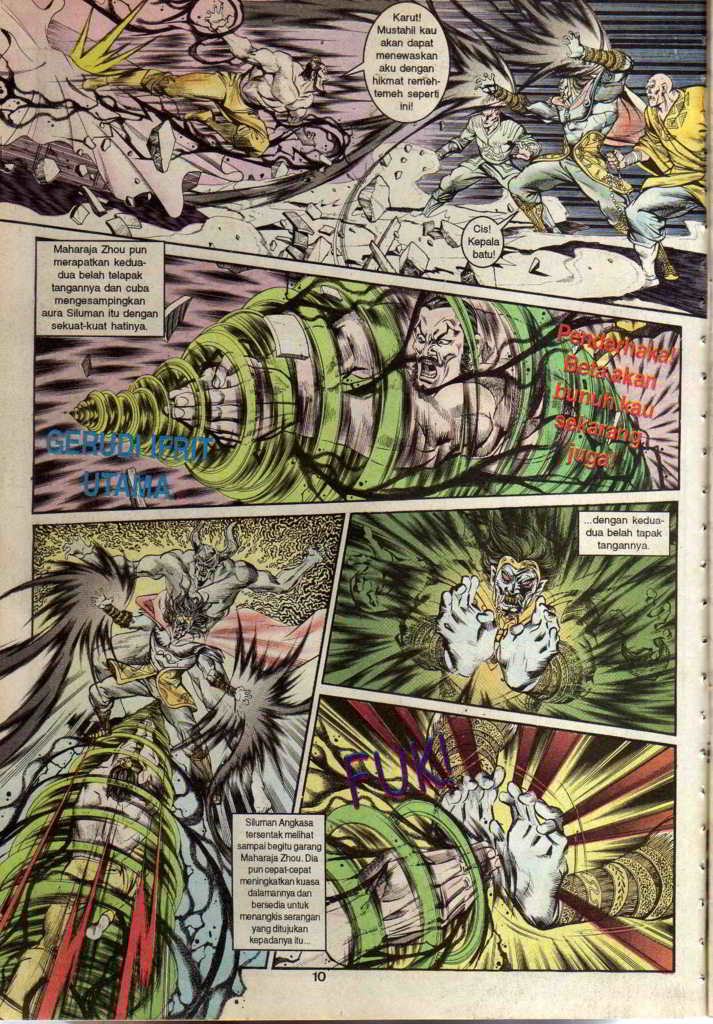 Karut!
Mustahil kau
akan dapat
menewaskan
aku dengan
hikmat remeh-
temeh seperti
ini!
Cis!
Kepala
batu!
Maharaja Zhou pun
merapatkan kedua-
dua belah telapak
tangannya dan cuba
mengesampingkan
aura Siluman itu dengan
sekuat-kuat hatinya.
Penderhaka!
Beta akan
bunuh kau
sekarang
juga!
GERUDI IFRIT
UTAMA
...dengan kedua-
dua belah tapak
tangannya.
FUK!
Siluman Angkasa
tersentak melihat
sampai begitu garang
Maharaja Zhou. Dia
pun cepat-cepat
meningkatkan kuasa
dalamannya dan
bersedia untuk
menangkis serangan
yang ditujukan
kepadanya itu...
10